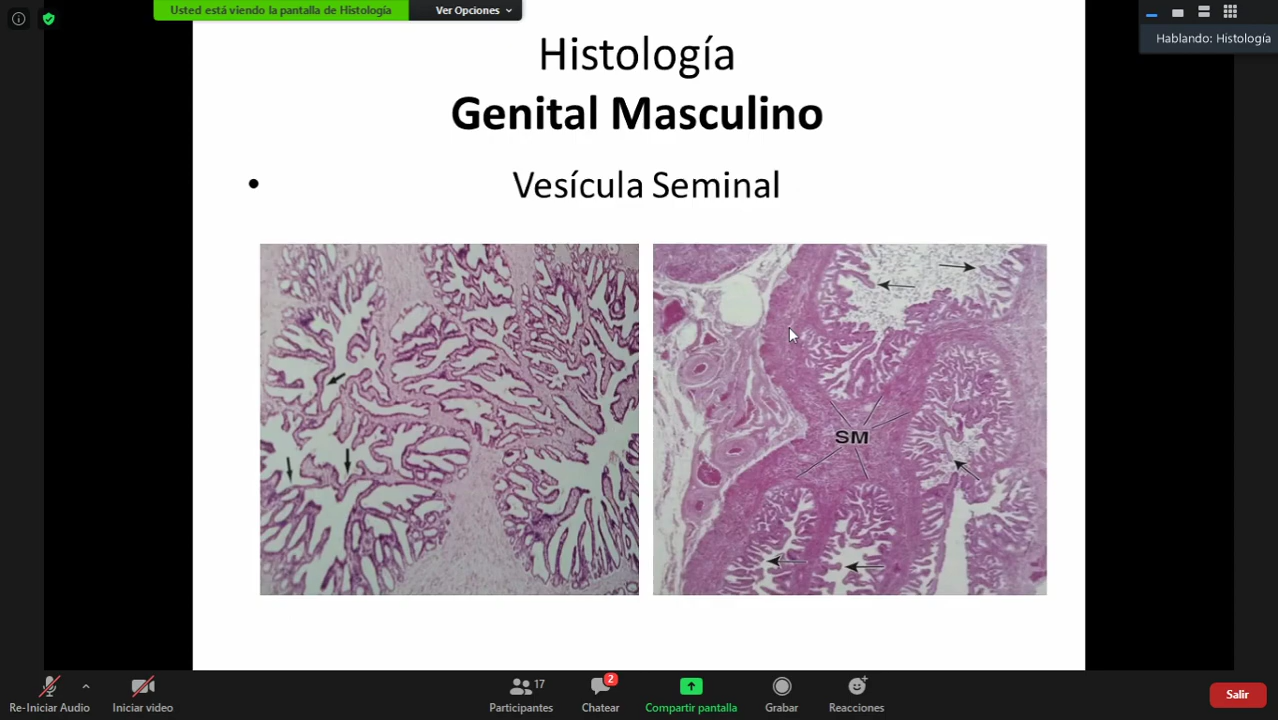 Usted está viendo la pantalla de Histología
Ver Opciones
Hablando: Histología
Histología
Genital Masculino
• Vesícula Seminal
SM
Re-Iniciar Audio
Iniciar video
17
Participantes
2
Chatear
Compartir pantalla
Grabar
Reacciones
Salir